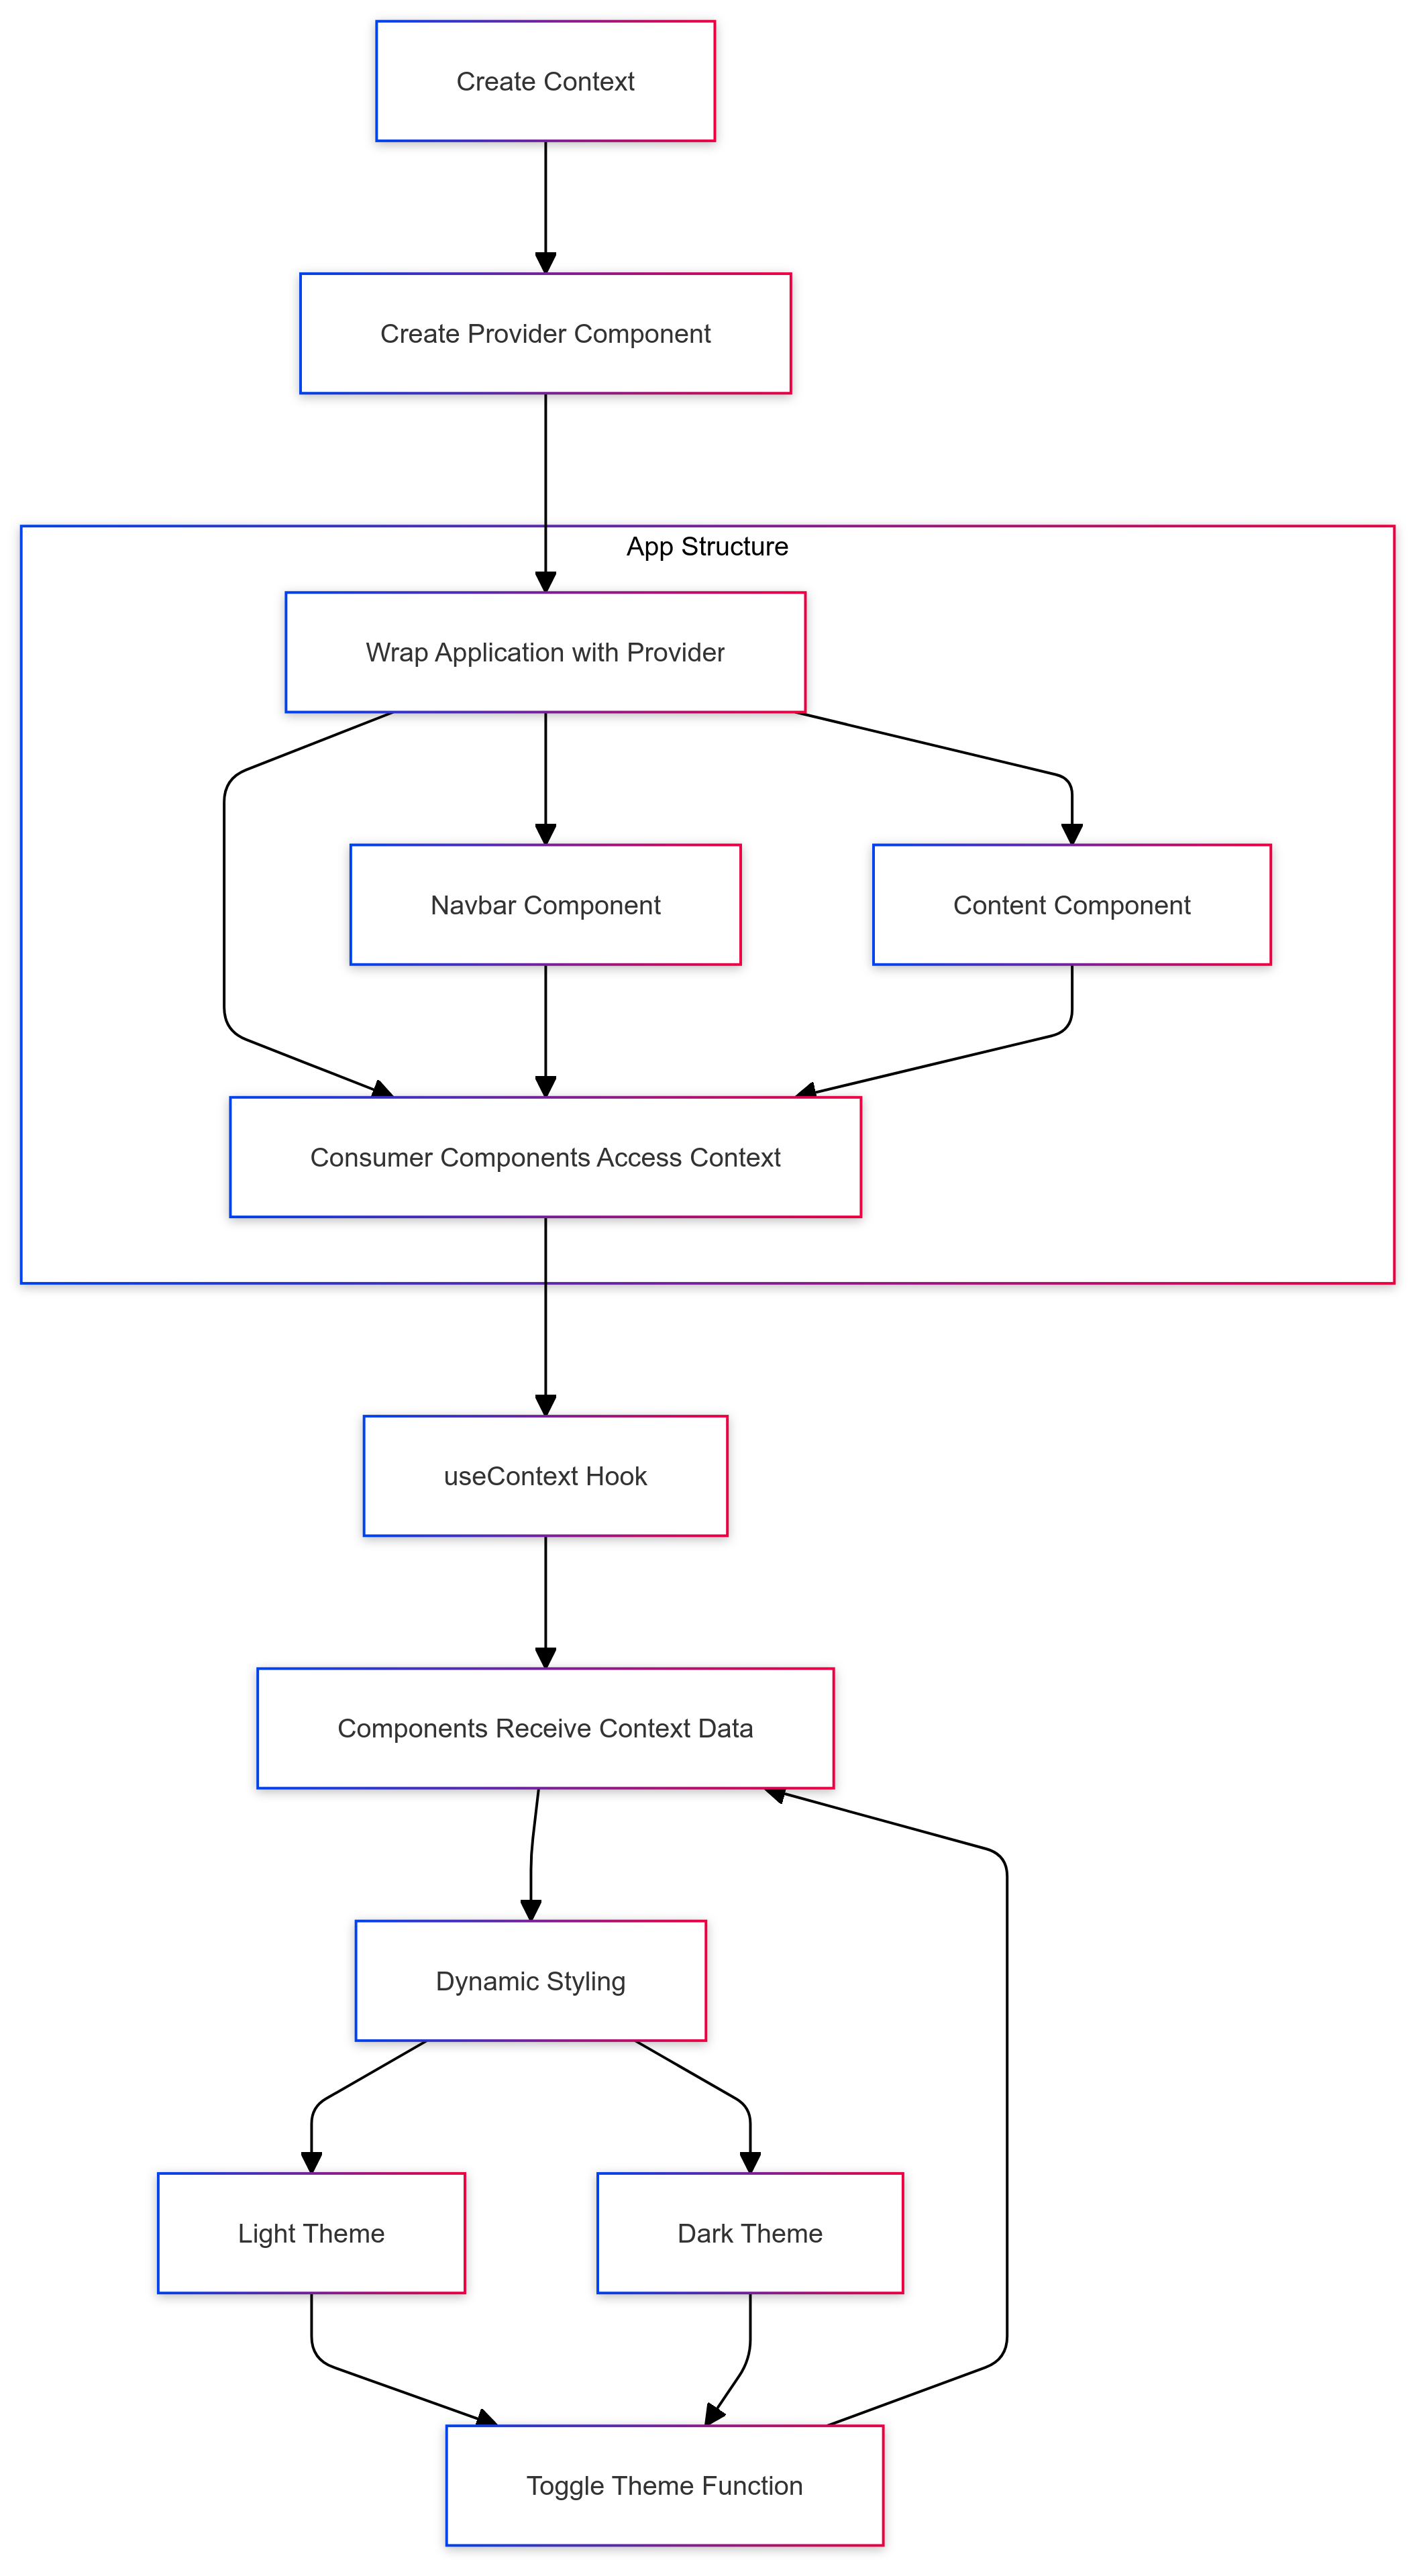 Create Context
Create Provider Component
App Structure
Wrap Application with Provider
Navbar Component
Content Component
Consumer Components Access Context
useContext Hook
Components Receive Context Data
Dynamic Styling
Light Theme
Dark Theme
Toggle Theme Function